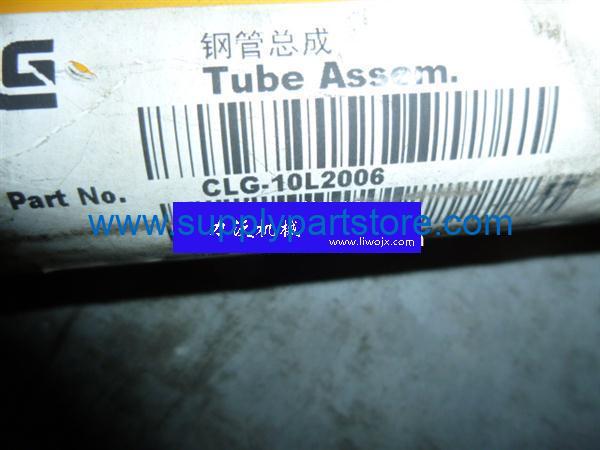 钢管总成
Tube Assem.
Part No. CLG-10L2006
www.supplypartstore.com
www.liwojx.com